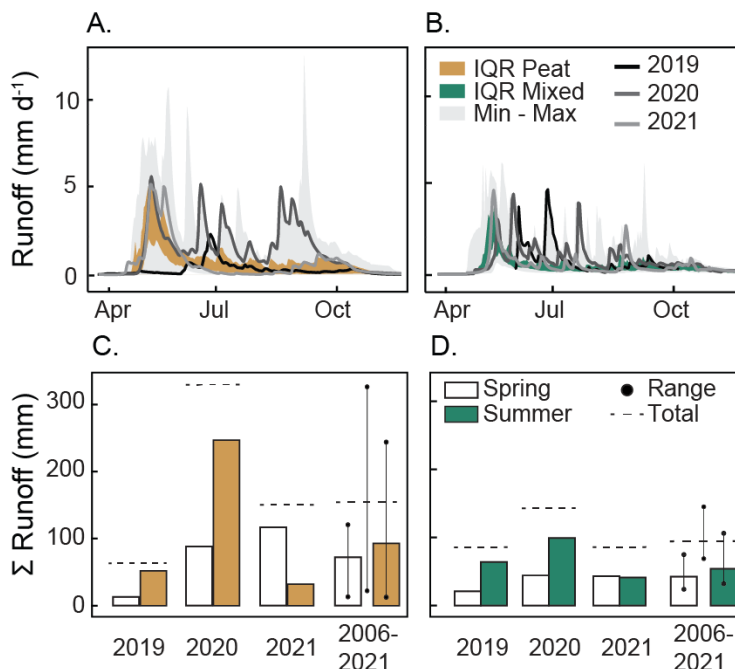 A.
B.
Runoff (mm d⁻¹)
10
5
0
IQR Peat
IQR Mixed
Min - Max
2019
2020
2021
Apr
Jul
Oct
Apr
Jul
Oct
C.
D.
Σ Runoff (mm)
300
200
100
0
Spring
Summer
Range
Total
2019
2020
2021
2006-
2021
2019
2020
2021
2006-
2021